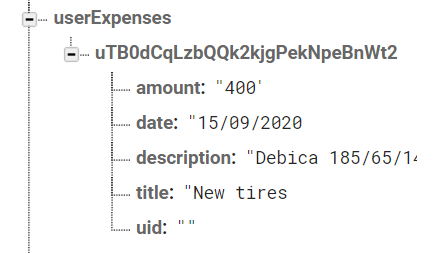 userExpenses
uTB0dCqLzbQQk2kjgPekNpeBnWt2
amount: "400'
date: "15/09/2020
description: "Debica 185/65/14
title: "New tires
uid: ""